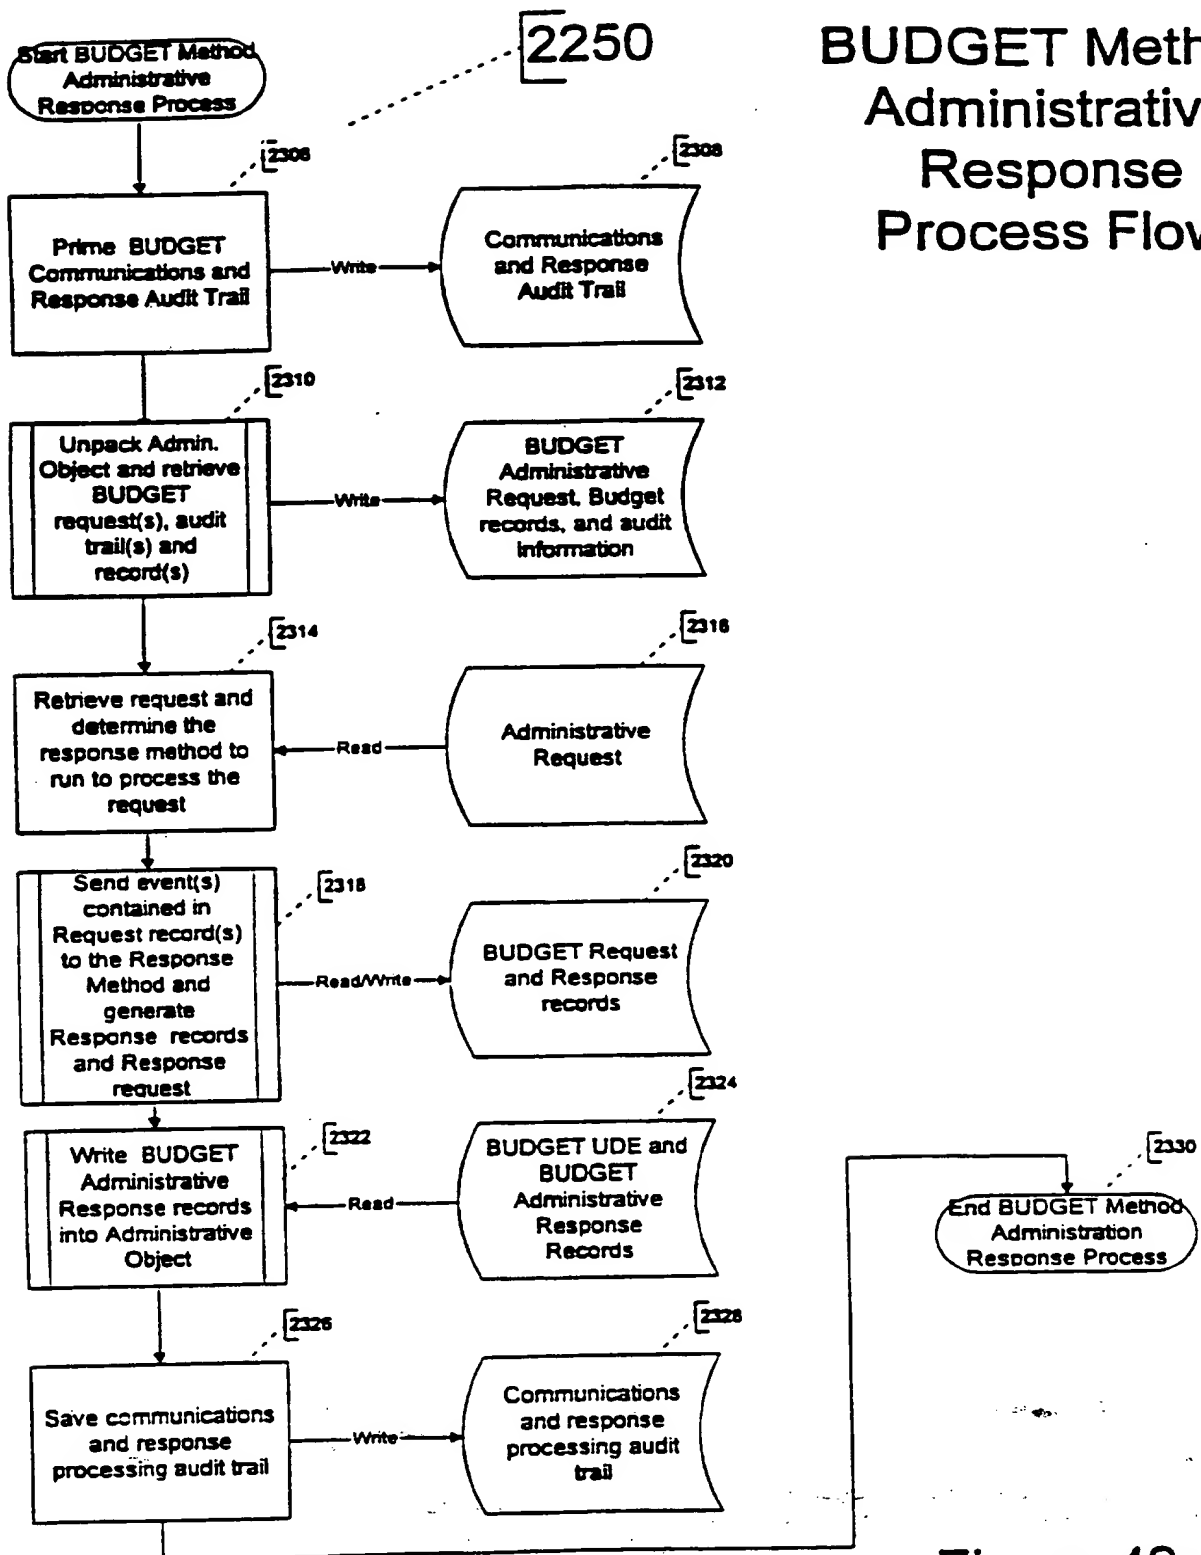 2250
BUDGET Meth
Administrativ
Response
Process Flow
Start BUDGET Method
Administrative
Response Process
2306
Prime BUDGET
Communications and
Response Audit Trail
Write
2308
Communications
and Response
Audit Trail
2310
Unpack Admin.
Object and retrieve
BUDGET
request(s), audit
trail(s) and
record(s)
Write
2312
BUDGET
Administrative
Request, Budget
records, and audit
information
2314
Retrieve request and
determine the
response method to
run to process the
request
Read
2316
Administrative
Request
2318
Send event(s)
contained in
Request record(s)
to the Response
Method and
generate
Response records
and Response
request
Read/Write
2320
BUDGET Request
and Response
records
2322
Write BUDGET
Administrative
Response records
into Administrative
Object
Read
2324
BUDGET UDE and
BUDGET
Administrative
Response
Records
2326
Save communications
and response
processing audit trail
Write
2328
Communications
and response
processing audit
trail
2330
End BUDGET Method
Administration
Response Process